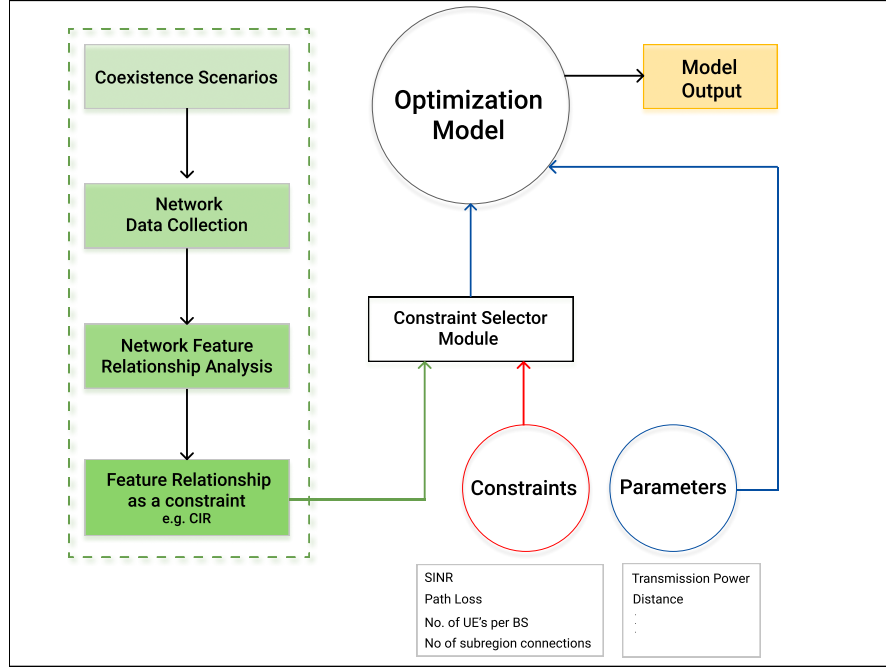 Coexistence Scenarios
Network
Data Collection
Network Feature
Relationship Analysis
Feature Relationship
as a constraint
e.g. CIR
Optimization
Model
Model
Output
Constraint Selector
Module
Constraints
Parameters
SINR
Path Loss
No. of UE's per BS
No of subregion connections
Transmission Power
Distance
.
.
.